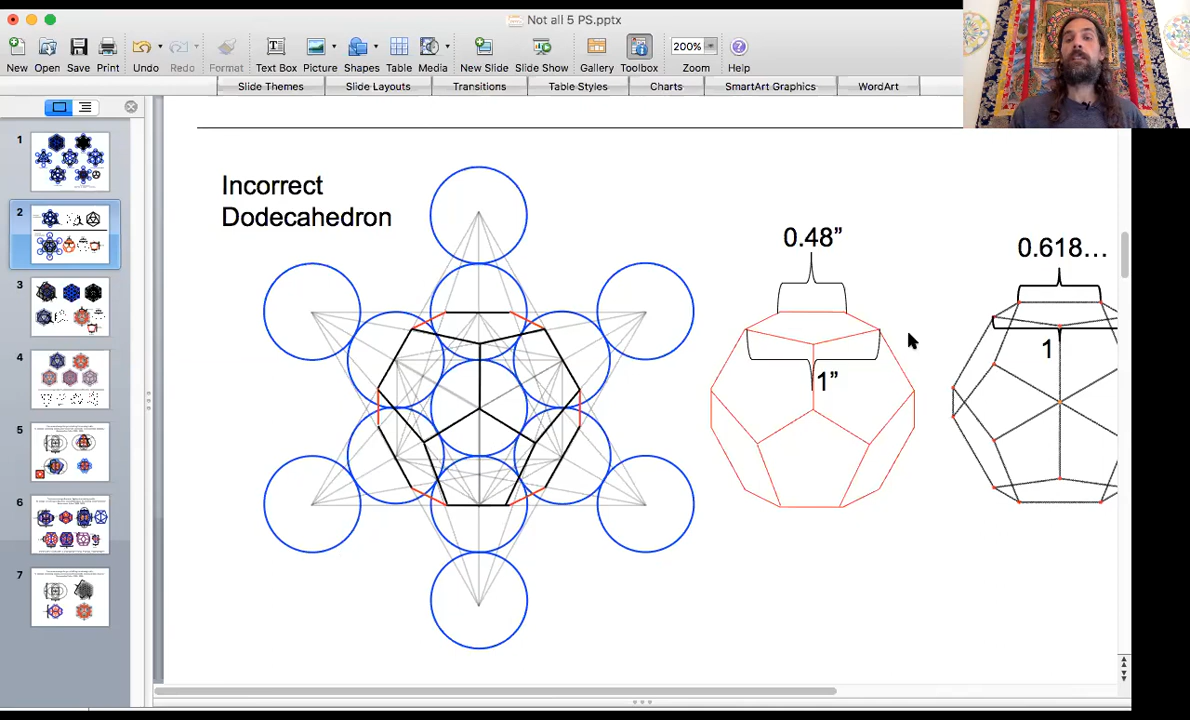 Not all 5 PS.pptx
New Open Save Print Undo Redo Format Text Box Picture Shapes Table Media New Slide Slide Show Gallery Toolbox Zoom Help
200%
Slide Themes Slide Layouts Transitions Table Styles Charts SmartArt Graphics WordArt
1
2
3
4
5
6
7
Incorrect
Dodecahedron
0.48”
1”
0.618...
1